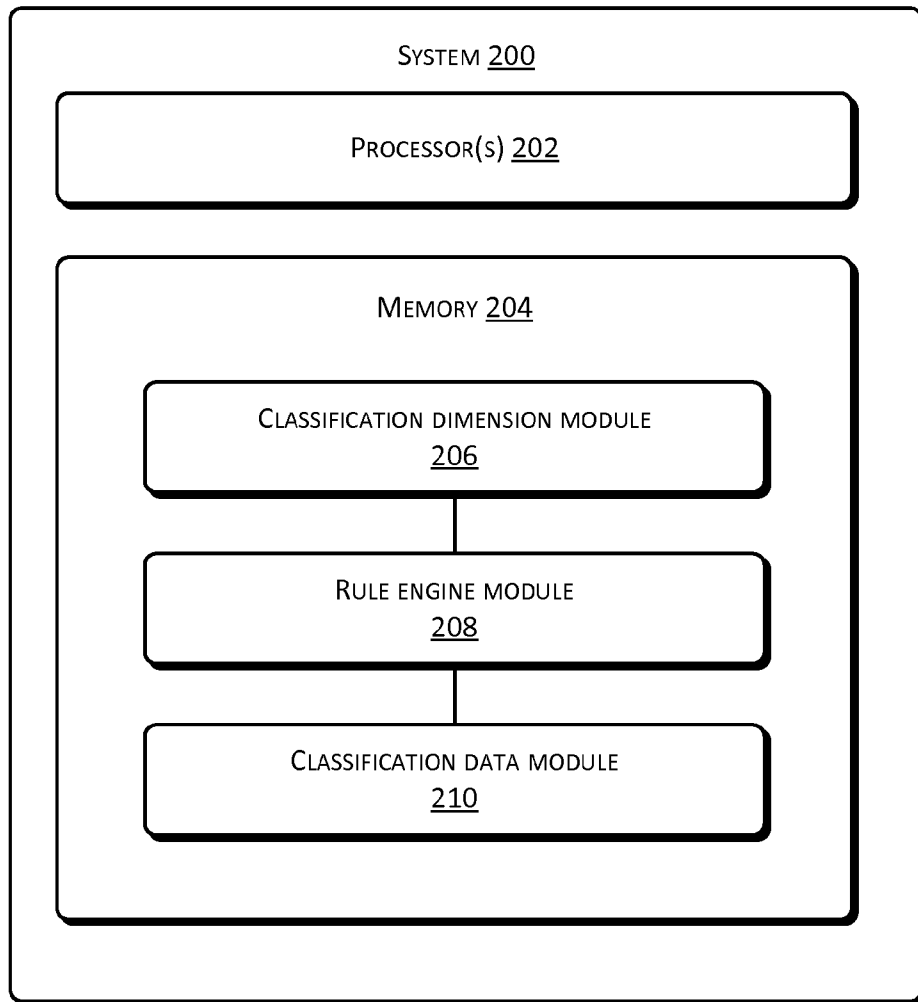 SYSTEM 200
PROCESSOR(S) 202
MEMORY 204
CLASSIFICATION DIMENSION MODULE
206
RULE ENGINE MODULE
208
CLASSIFICATION DATA MODULE
210